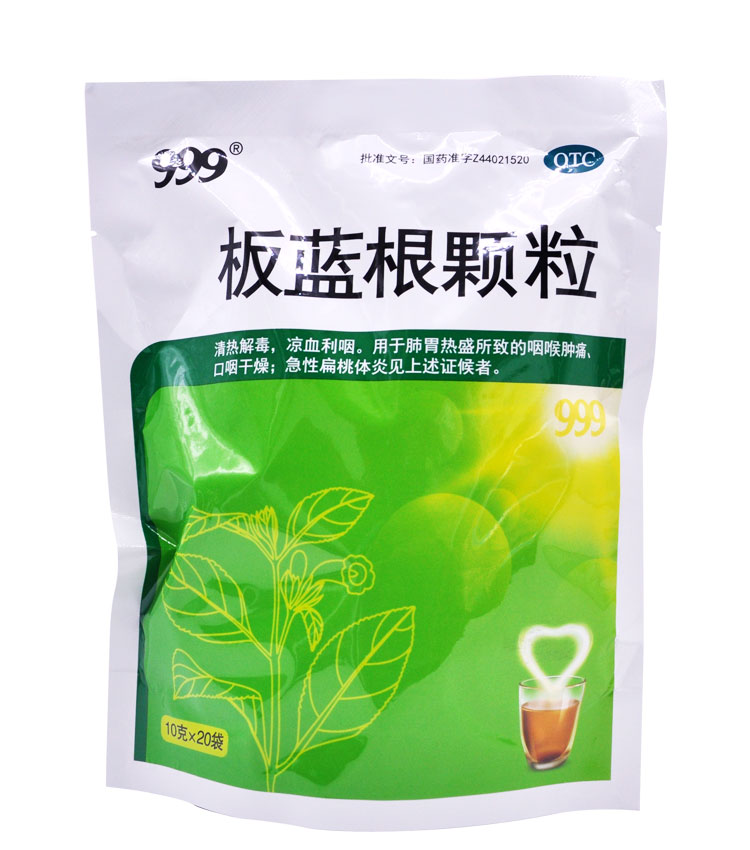 999®
批准文号：国药准字Z44021520
OTC
板蓝根颗粒
清热解毒，凉血利咽。用于肺胃热盛所致的咽喉肿痛、
口咽干燥；急性扁桃体炎见上述证候者。
999
10克×20袋